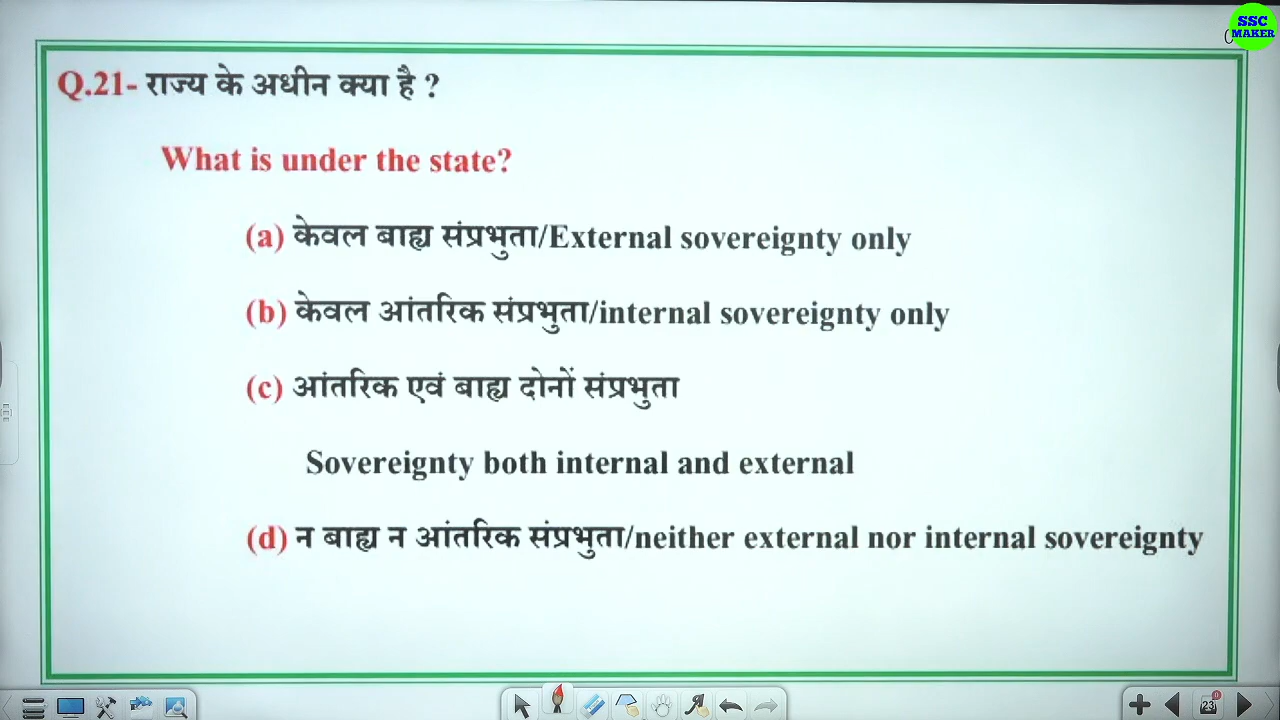 SSC
MAKER
Q.21- राज्य के अधीन क्या है ?
What is under the state?
(a) केवल बाह्य संप्रभुता/External sovereignty only
(b) केवल आंतरिक संप्रभुता/internal sovereignty only
(c) आंतरिक एवं बाह्य दोनों संप्रभुता
Sovereignty both internal and external
(d) न बाह्य न आंतरिक संप्रभुता/neither external nor internal sovereignty
23